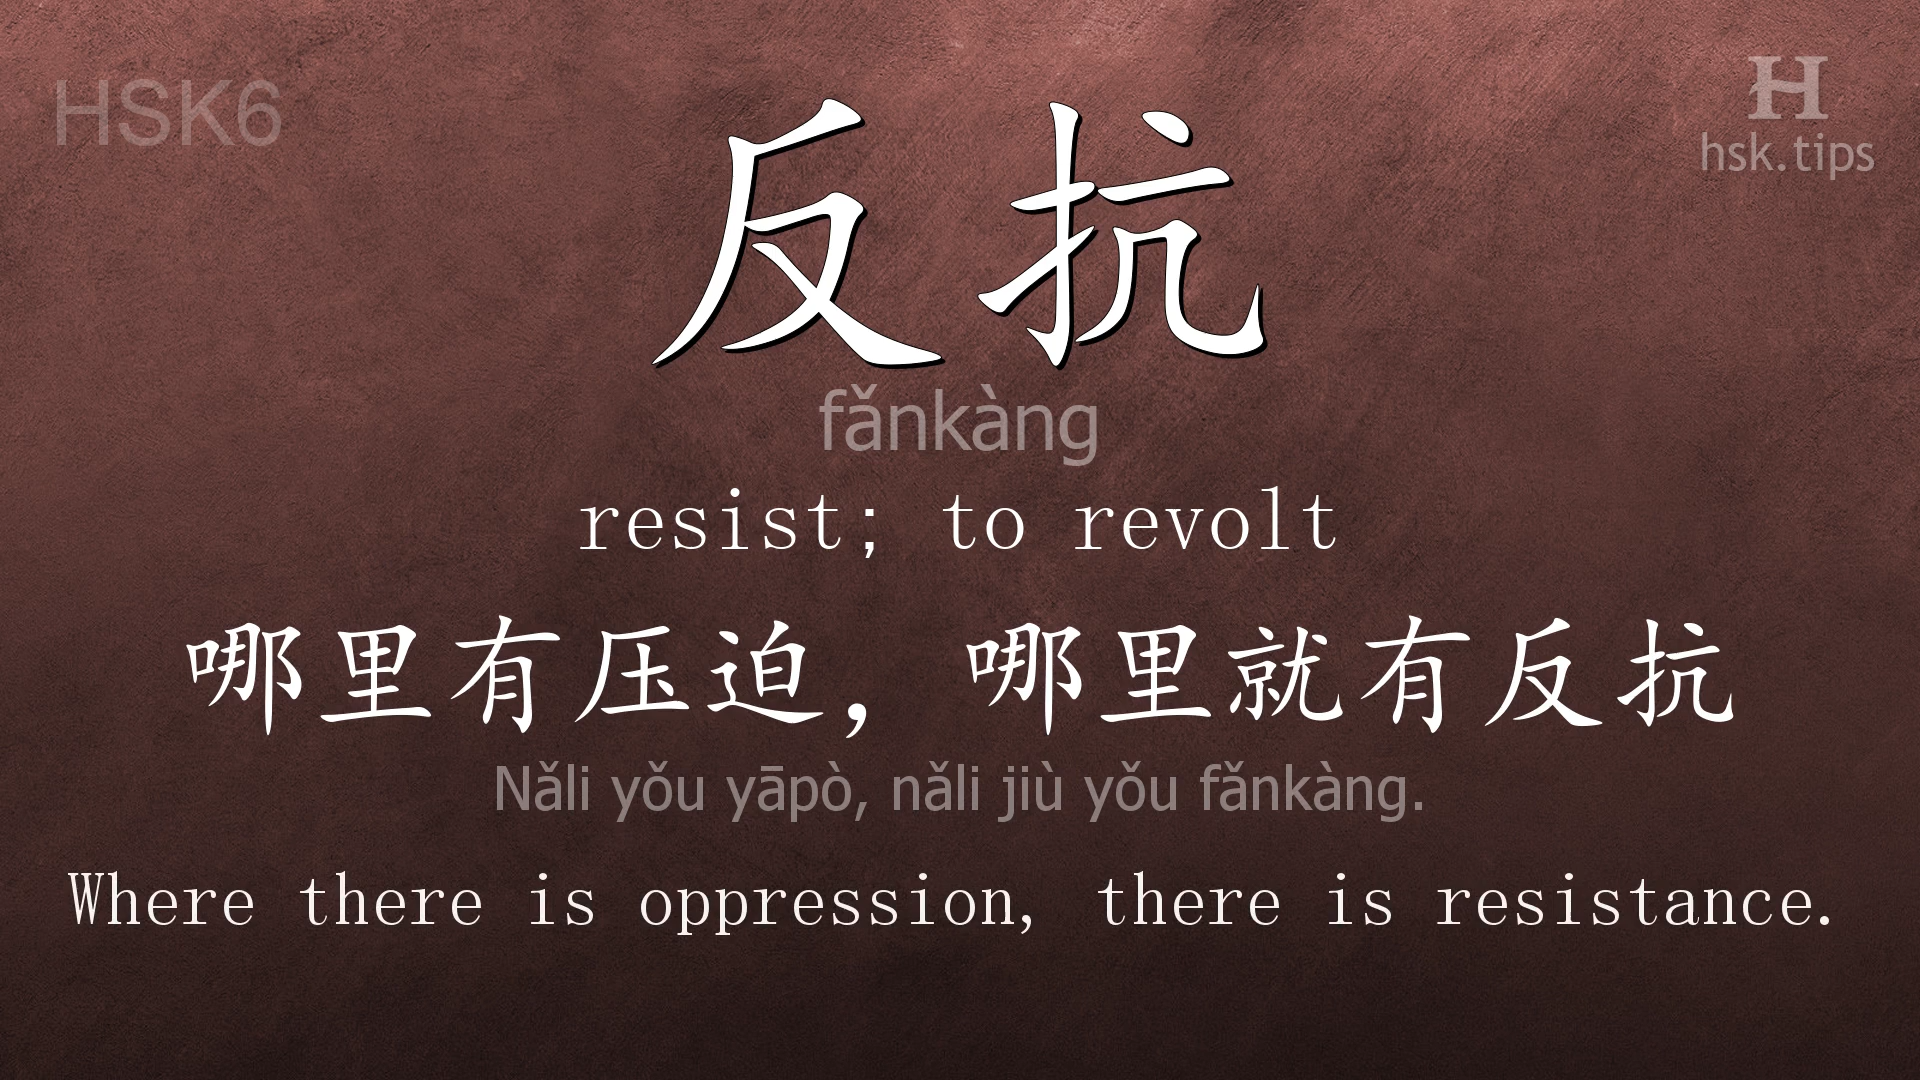 HSK6
H
hsk.tips
反抗
fǎnkàng
resist; to revolt
哪里有压迫，哪里就有反抗
Nǎli yǒu yāpò, nǎli jiù yǒu fǎnkàng.
Where there is oppression, there is resistance.